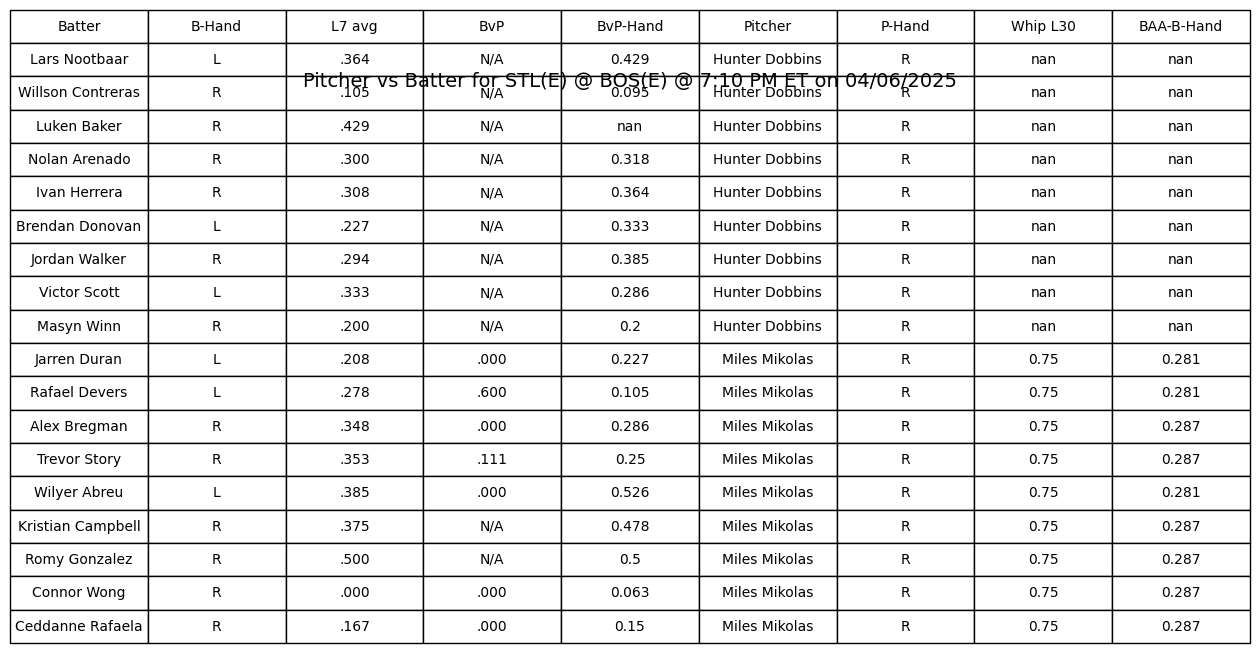 Batter B-Hand L7 avg BvP BvP-Hand Pitcher P-Hand Whip L30 BAA-B-Hand
Lars Nootbaar L .364 N/A 0.429 Hunter Dobbins R nan nan
Pitcher vs Batter for STL(E) @ BOS(E) @ 7:10 PM ET on 04/06/2025
Willson Contreras R .105 N/A 0.095 Hunter Dobbins R nan nan
Luken Baker R .429 N/A nan Hunter Dobbins R nan nan
Nolan Arenado R .300 N/A 0.318 Hunter Dobbins R nan nan
Ivan Herrera R .308 N/A 0.364 Hunter Dobbins R nan nan
Brendan Donovan L .227 N/A 0.333 Hunter Dobbins R nan nan
Jordan Walker R .294 N/A 0.385 Hunter Dobbins R nan nan
Victor Scott L .333 N/A 0.286 Hunter Dobbins R nan nan
Masyn Winn R .200 N/A 0.2 Hunter Dobbins R nan nan
Jarren Duran L .208 .000 0.227 Miles Mikolas R 0.75 0.281
Rafael Devers L .278 .600 0.105 Miles Mikolas R 0.75 0.281
Alex Bregman R .348 .000 0.286 Miles Mikolas R 0.75 0.287
Trevor Story R .353 .111 0.25 Miles Mikolas R 0.75 0.287
Wilyer Abreu L .385 .000 0.526 Miles Mikolas R 0.75 0.281
Kristian Campbell R .375 N/A 0.478 Miles Mikolas R 0.75 0.287
Romy Gonzalez R .500 N/A 0.5 Miles Mikolas R 0.75 0.287
Connor Wong R .000 .000 0.063 Miles Mikolas R 0.75 0.287
Ceddanne Rafaela R .167 .000 0.15 Miles Mikolas R 0.75 0.287